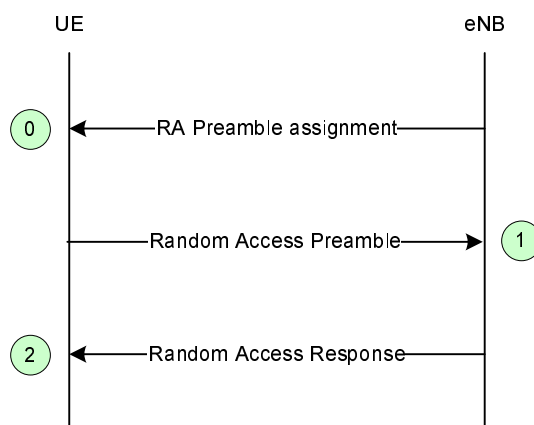 UE
eNB
0
RA Preamble assignment
Random Access Preamble
1
2
Random Access Response